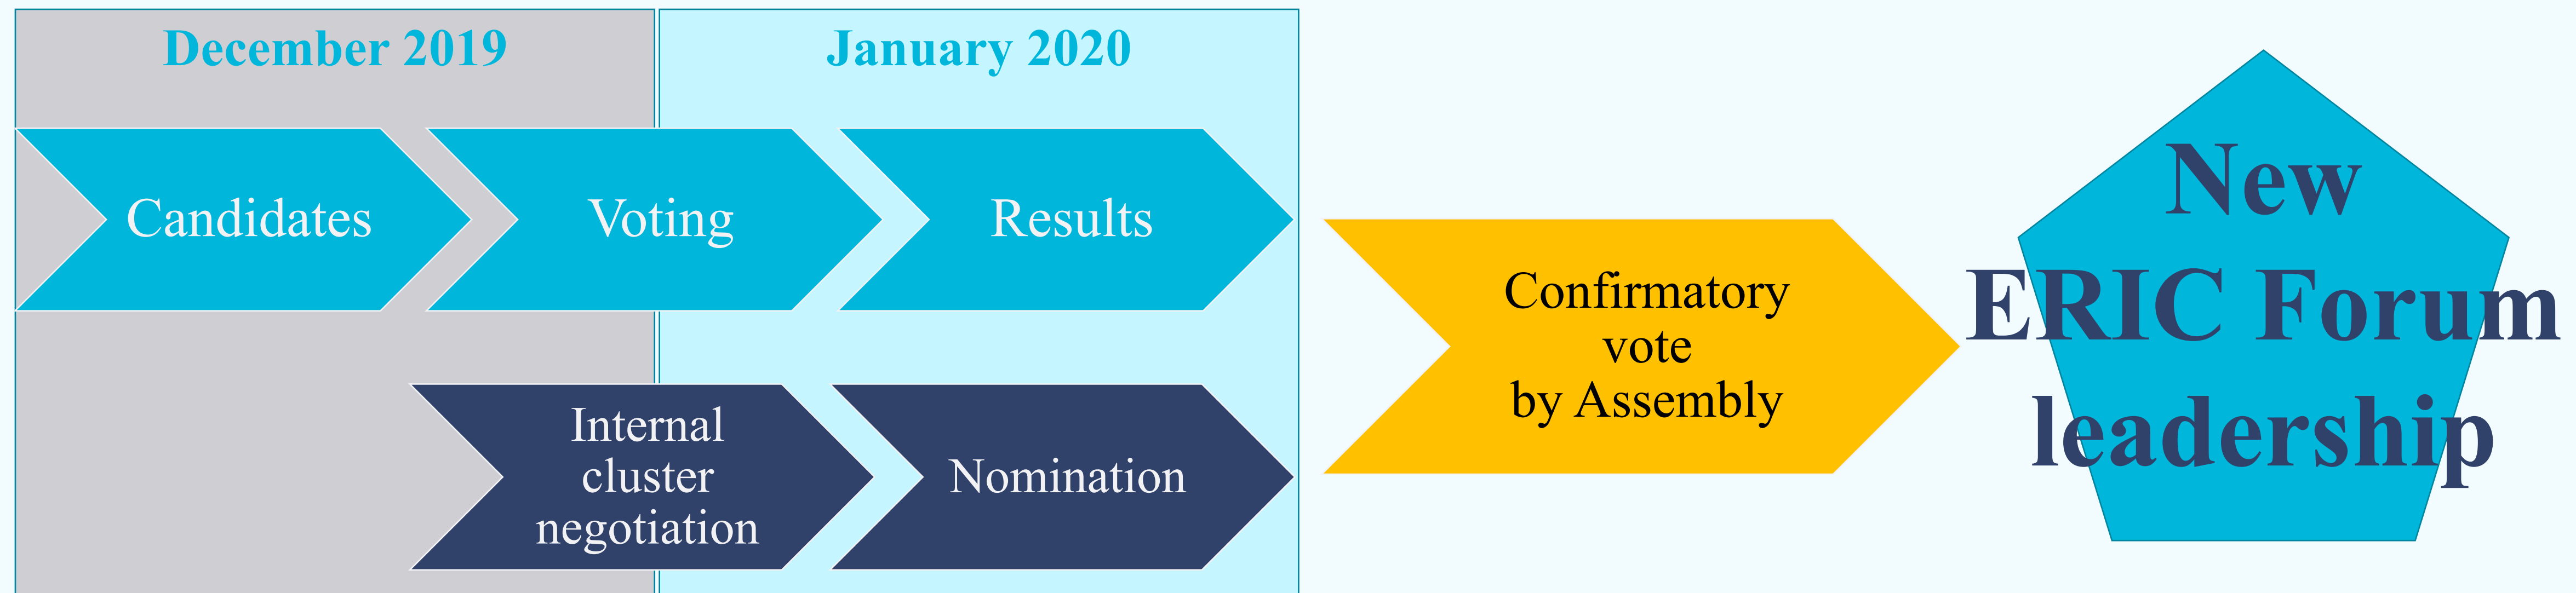 December 2019
January 2020
Candidates
Voting
Results
Internal
cluster
negotiation
Nomination
Confirmatory
vote
by Assembly
New
ERIC Forum
leadership